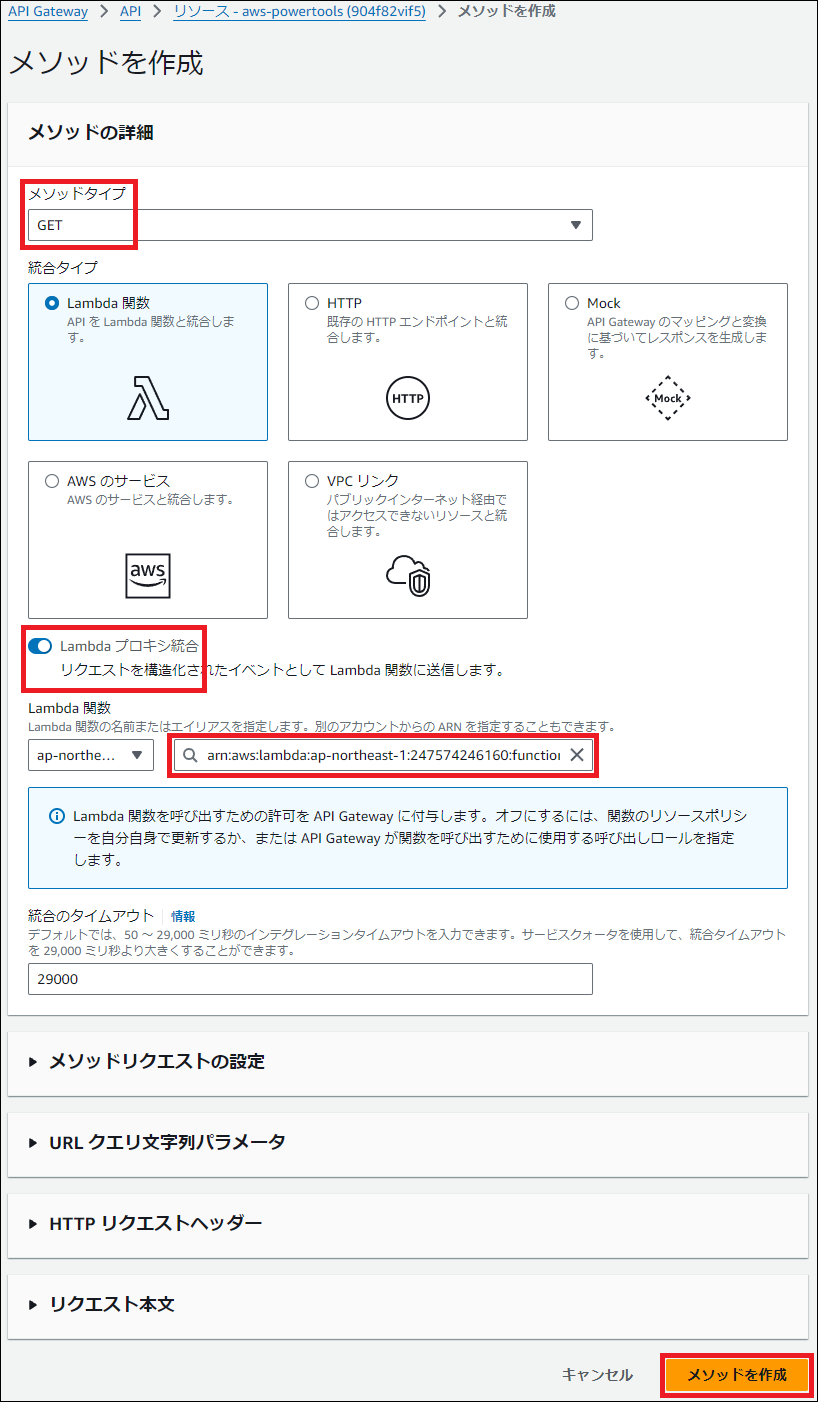 API Gateway > API > リソース - aws-powertools (904f82vif5) > メソッドを作成
メソッドを作成
メソッドの詳細
メソッドタイプ
GET
統合タイプ
Lambda 関数
API を Lambda 関数と統合しま
す。
HTTP
既存の HTTP エンドポイントと統
合します。
HTTP
Mock
API Gateway のマッピングと変換
に基づいてレスポンスを生成しま
す。
Mock
AWS のサービス
AWS のサービスと統合します。
aws
VPC リンク
パブリックインターネット経由で
はアクセスできないリソースと統
合します。
Lambda プロキシ統合
リクエストを構造化されたイベントとして Lambda 関数に送信します。
Lambda 関数
Lambda 関数の名前またはエイリアスを指定します。別のアカウントからの ARN を指定することもできます。
ap-northe...
arn:aws:lambda:ap-northeast-1:247574246160:function
Lambda 関数を呼び出すための許可を API Gateway に付与します。オフにするには、関数のリソースポリシ
ーを自分自身で更新するか、または API Gateway が関数を呼び出すために使用する呼び出しロールを指定
します。
統合のタイムアウト 情報
デフォルトでは、50 ～ 29,000 ミリ秒のインテグレーションタイムアウトを入力できます。サービスクォータを使用して、統合タイムアウト
を 29,000 ミリ秒より大きくすることができます。
29000
メソッドリクエストの設定
URL クエリ文字列パラメータ
HTTP リクエストヘッダー
リクエスト本文
キャンセル
メソッドを作成